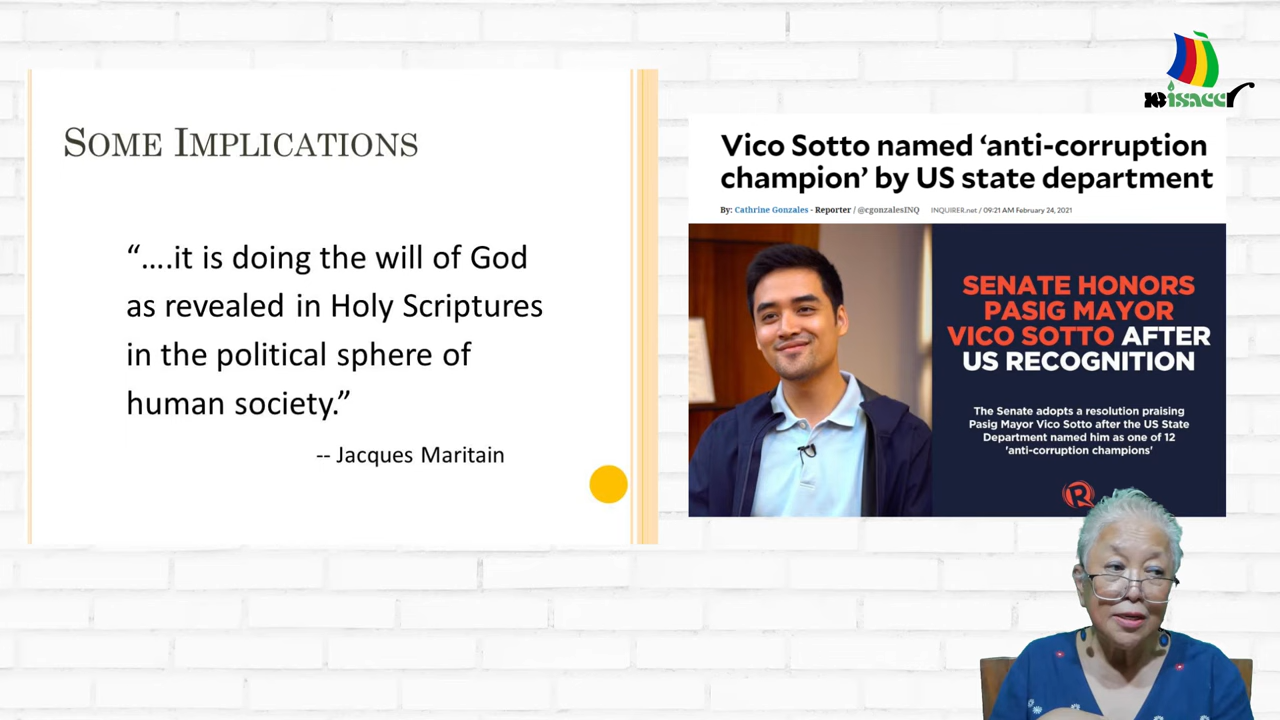 SOME IMPLICATIONS
“....it is doing the will of God
as revealed in Holy Scriptures
in the political sphere of
human society.”
-- Jacques Maritain
isacc
Vico Sotto named ‘anti-corruption
champion’ by US state department
By: Cathrine Gonzales - Reporter / @cgonzalesINQ INQUIRER.net / 09:21 AM February 24, 2021
SENATE HONORS
PASIG MAYOR
VICO SOTTO AFTER
US RECOGNITION
The Senate adopts a resolution praising
Pasig Mayor Vico Sotto after the US State
Department named him as one of 12
'anti-corruption champions'
R